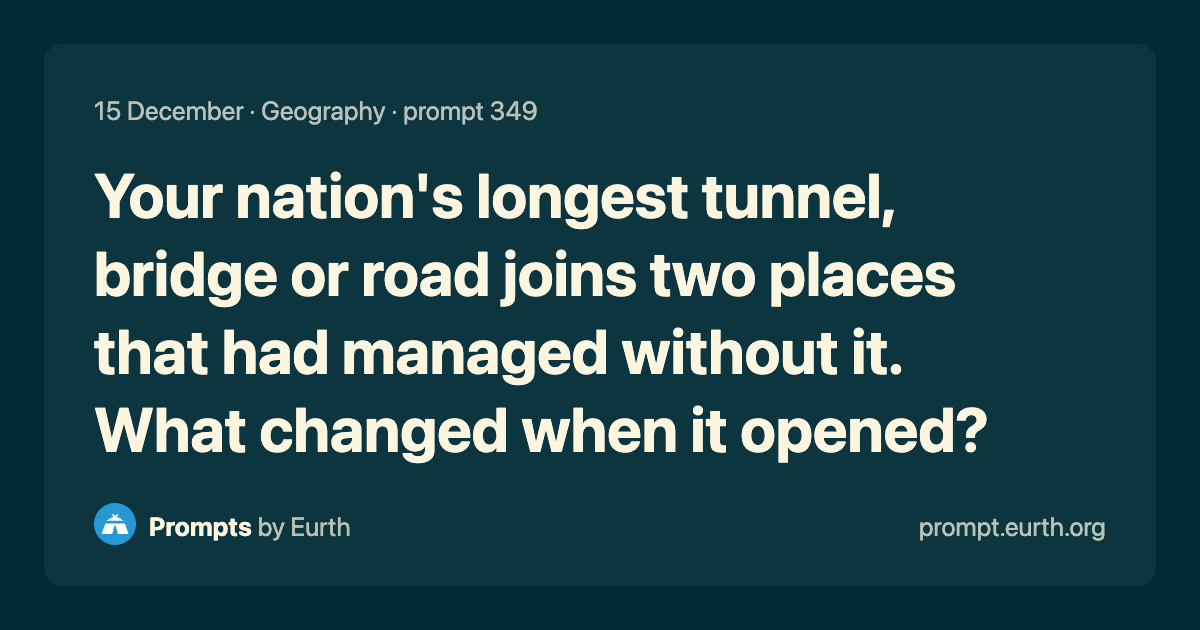 15 December · Geography · prompt 349
Your nation's longest tunnel,
bridge or road joins two places
that had managed without it.
What changed when it opened?
Prompts by Eurth
prompt.eurth.org